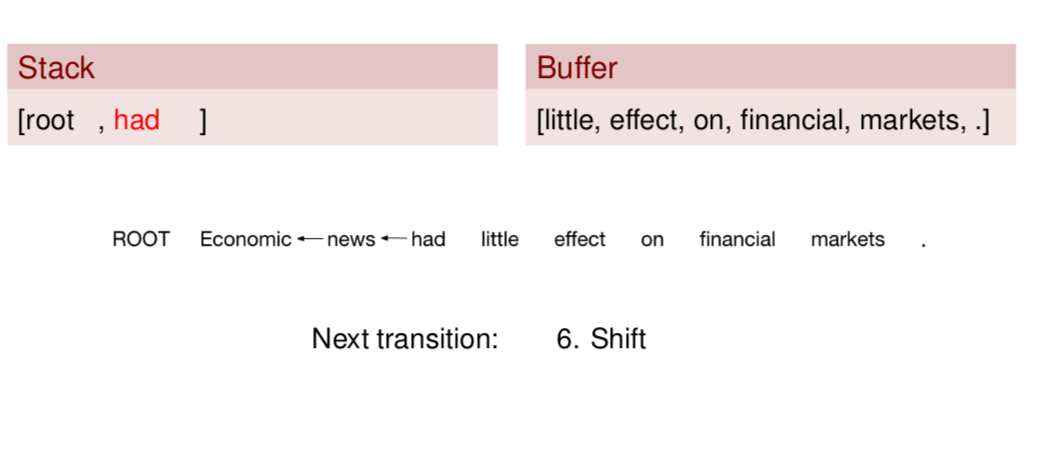 Stack
Buffer
[root , had ]
[little, effect, on, financial, markets, .]
ROOT Economic news had little effect on financial markets .
Next transition: 6. Shift